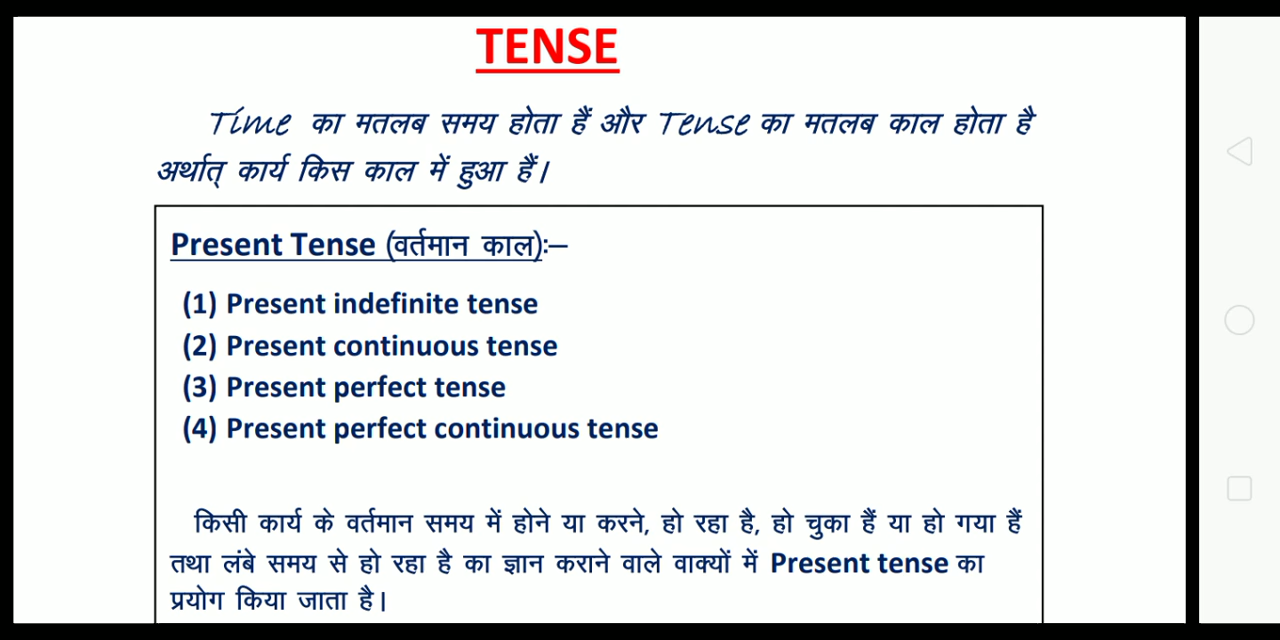 TENSE
Time का मतलब समय होता हैं और Tense का मतलब काल होता है
अर्थात् कार्य किस काल में हुआ हैं।
Present Tense (वर्तमान काल):–
(1) Present indefinite tense
(2) Present continuous tense
(3) Present perfect tense
(4) Present perfect continuous tense
किसी कार्य के वर्तमान समय में होने या करने, हो रहा है, हो चुका हैं या हो गया हैं
तथा लंबे समय से हो रहा है का ज्ञान कराने वाले वाक्यों में Present tense का
प्रयोग किया जाता है।